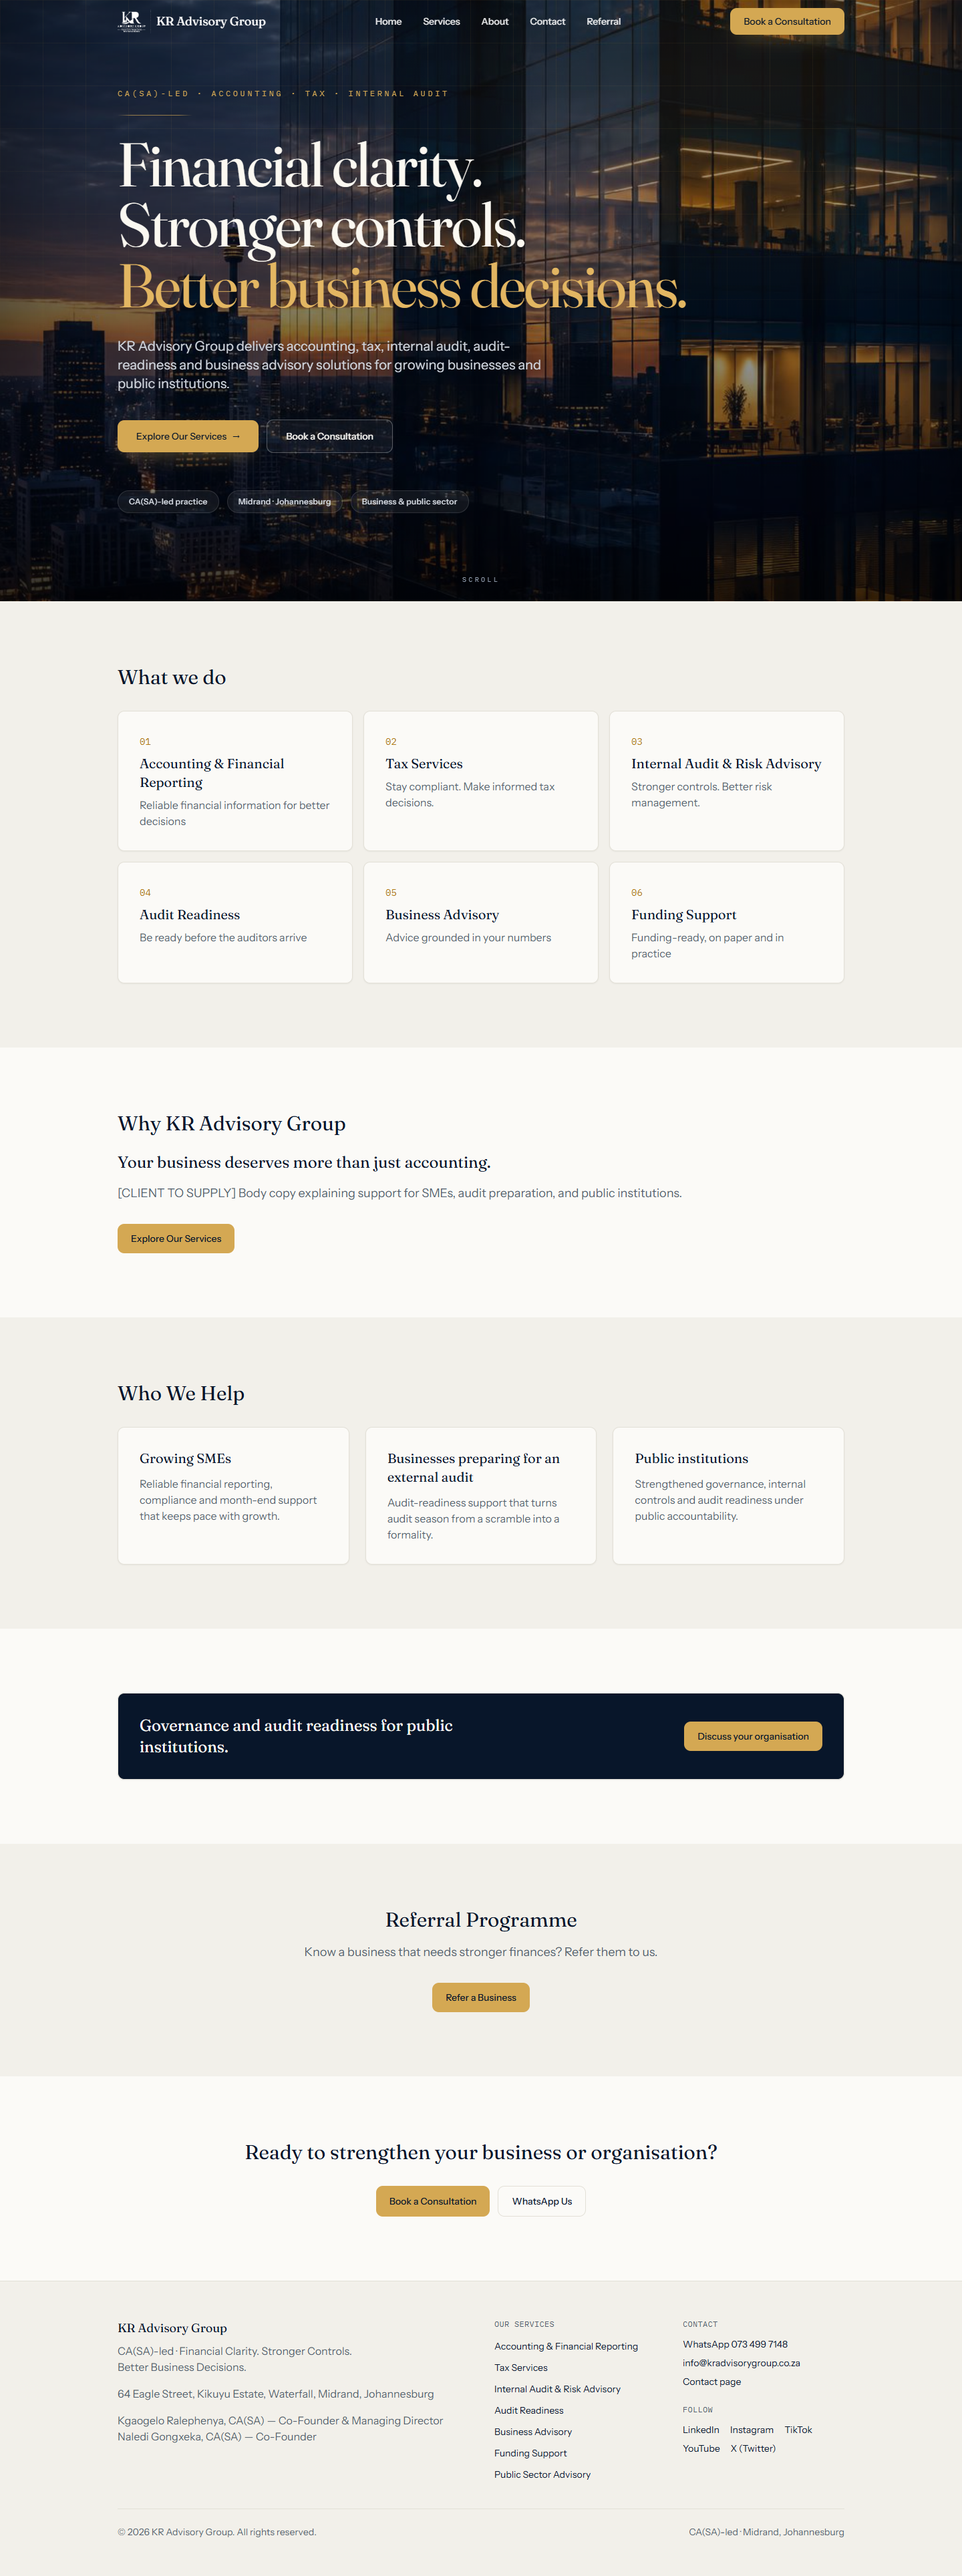 KR
KR Advisory Group
Home Services About Contact Referral
Book a Consultation
CA(SA)-LED · ACCOUNTING · TAX · INTERNAL AUDIT
Financial clarity.
Stronger controls.
Better business decisions.
KR Advisory Group delivers accounting, tax, internal audit, audit-
readiness and business advisory solutions for growing businesses and
public institutions.
Explore Our Services →
Book a Consultation
CA(SA)-led practice
Midrand · Johannesburg
Business & public sector
SCROLL
What we do
01
Accounting & Financial
Reporting
Reliable financial information for better
decisions
02
Tax Services
Stay compliant. Make informed tax
decisions.
03
Internal Audit & Risk Advisory
Stronger controls. Better risk
management.
04
Audit Readiness
Be ready before the auditors arrive
05
Business Advisory
Advice grounded in your numbers
06
Funding Support
Funding-ready, on paper and in
practice
Why KR Advisory Group
Your business deserves more than just accounting.
[CLIENT TO SUPPLY] Body copy explaining support for SMEs, audit preparation, and public institutions.
Explore Our Services
Who We Help
Growing SMEs
Reliable financial reporting,
compliance and month-end support
that keeps pace with growth.
Businesses preparing for an
external audit
Audit-readiness support that turns
audit season from a scramble into a
formality.
Public institutions
Strengthened governance, internal
controls and audit readiness under
public accountability.
Governance and audit readiness for public
institutions.
Discuss your organisation
Referral Programme
Know a business that needs stronger finances? Refer them to us.
Refer a Business
Ready to strengthen your business or organisation?
Book a Consultation
WhatsApp Us
KR Advisory Group
CA(SA)-led · Financial Clarity. Stronger Controls.
Better Business Decisions.
64 Eagle Street, Kikuyu Estate, Waterfall, Midrand, Johannesburg
Kgaogelo Ralephenya, CA(SA) — Co-Founder & Managing Director
Naledi Gongxeka, CA(SA) — Co-Founder
OUR SERVICES
Accounting & Financial Reporting
Tax Services
Internal Audit & Risk Advisory
Audit Readiness
Business Advisory
Funding Support
Public Sector Advisory
CONTACT
WhatsApp 073 499 7148
info@kradvisorygroup.co.za
Contact page
FOLLOW
LinkedIn Instagram TikTok
YouTube X (Twitter)
© 2026 KR Advisory Group. All rights reserved.
CA(SA)-led · Midrand, Johannesburg